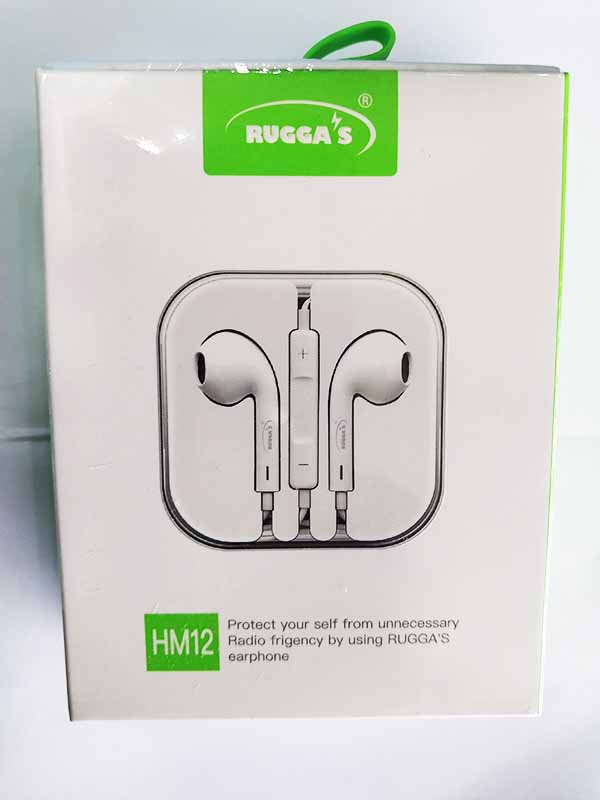 RUGGA'S ®
+
−
HM12
Protect your self from unnecessary
Radio frigency by using RUGGA'S
earphone